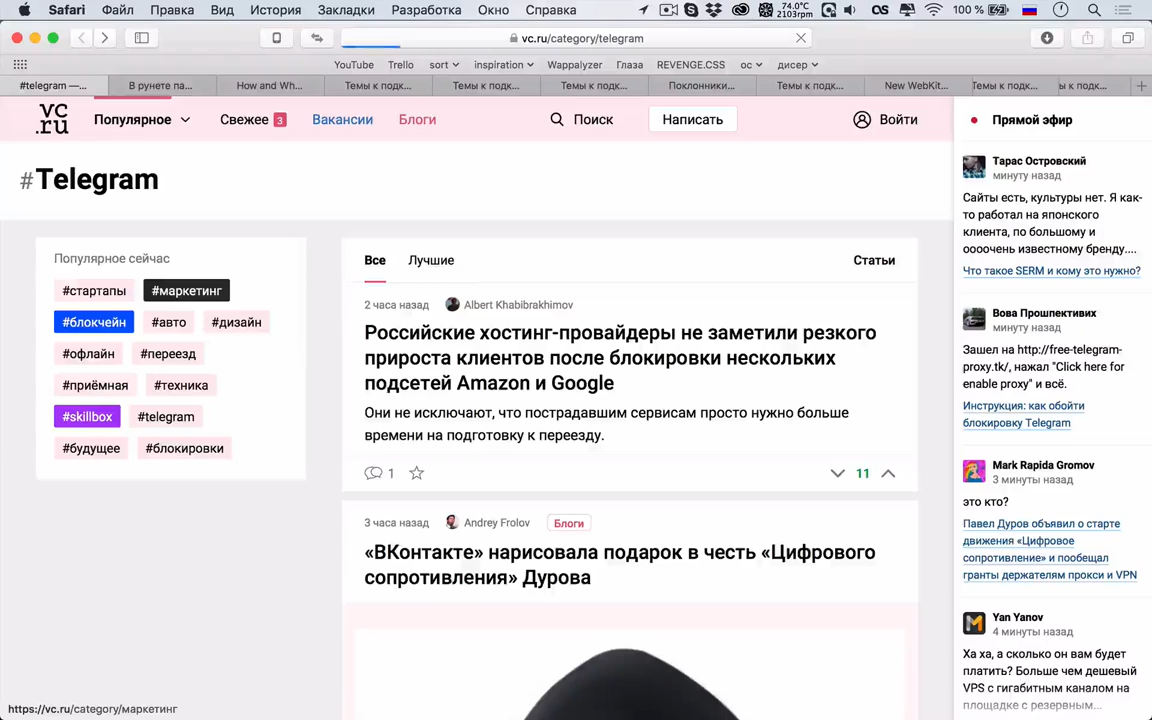 Safari Файл Правка Вид История Закладки Разработка Окно Справка 74.0°C 2103rpm 100 %
vc.ru/category/telegram
YouTube Trello sort inspiration Wappalyzer Глаза REVENGE.CSS ос дисер
#telegram —... В рунете па... How and Wh... Темы к подк... Темы к подк... Темы к подк... Поклонники... Темы к подк... New WebKit... Темы к подк... ы к подк...
vc.ru Популярное Свежее 3 Вакансии Блоги Поиск Написать Войти
#Telegram
Популярное сейчас
#стартапы #маркетинг
#блокчейн #авто #дизайн
#офлайн #переезд
#приёмная #техника
#skillbox #telegram
#будущее #блокировки
Все Лучшие Статьи
2 часа назад Albert Khabibrakhimov
Российские хостинг-провайдеры не заметили резкого
прироста клиентов после блокировки нескольких
подсетей Amazon и Google
Они не исключают, что пострадавшим сервисам просто нужно больше
времени на подготовку к переезду.
1 11
3 часа назад Andrey Frolov Блоги
«ВКонтакте» нарисовала подарок в честь «Цифрового
сопротивления» Дурова
Прямой эфир
Тарас Островский
минуту назад
Сайты есть, культуры нет. Я как-
то работал на японского
клиента, по большому и
оооочень известному бренду....
Что такое SERM и кому это нужно?
Вова Прошпективих
минуту назад
Зашел на http://free-telegram-
proxy.tk/, нажал "Click here for
enable proxy" и всё.
Инструкция: как обойти
блокировку Telegram
Mark Rapida Gromov
3 минуты назад
это кто?
Павел Дуров объявил о старте
движения «Цифровое
сопротивление» и пообещал
гранты держателям прокси и VPN
Yan Yanov
4 минуты назад
Ха ха, а сколько он вам будет
платить? Больше чем дешевый
VPS с гигабитным каналом на
площадке с резервным...
https://vc.ru/category/маркетинг